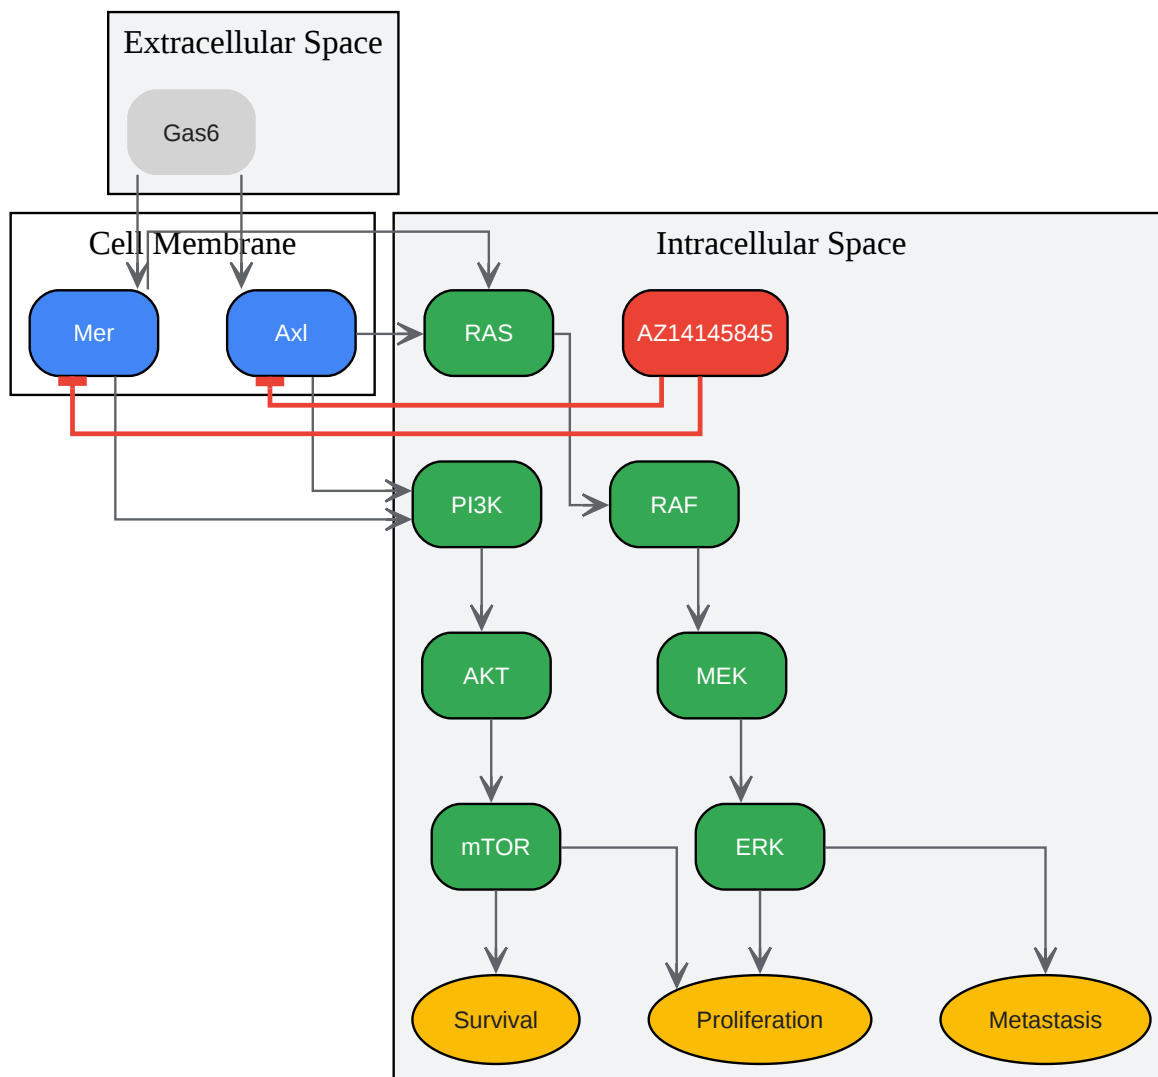 Extracellular Space
Gas6
Cell Membrane
Intracellular Space
Mer
Axl
RAS
AZ14145845
PI3K
RAF
AKT
MEK
mTOR
ERK
Survival
Proliferation
Metastasis